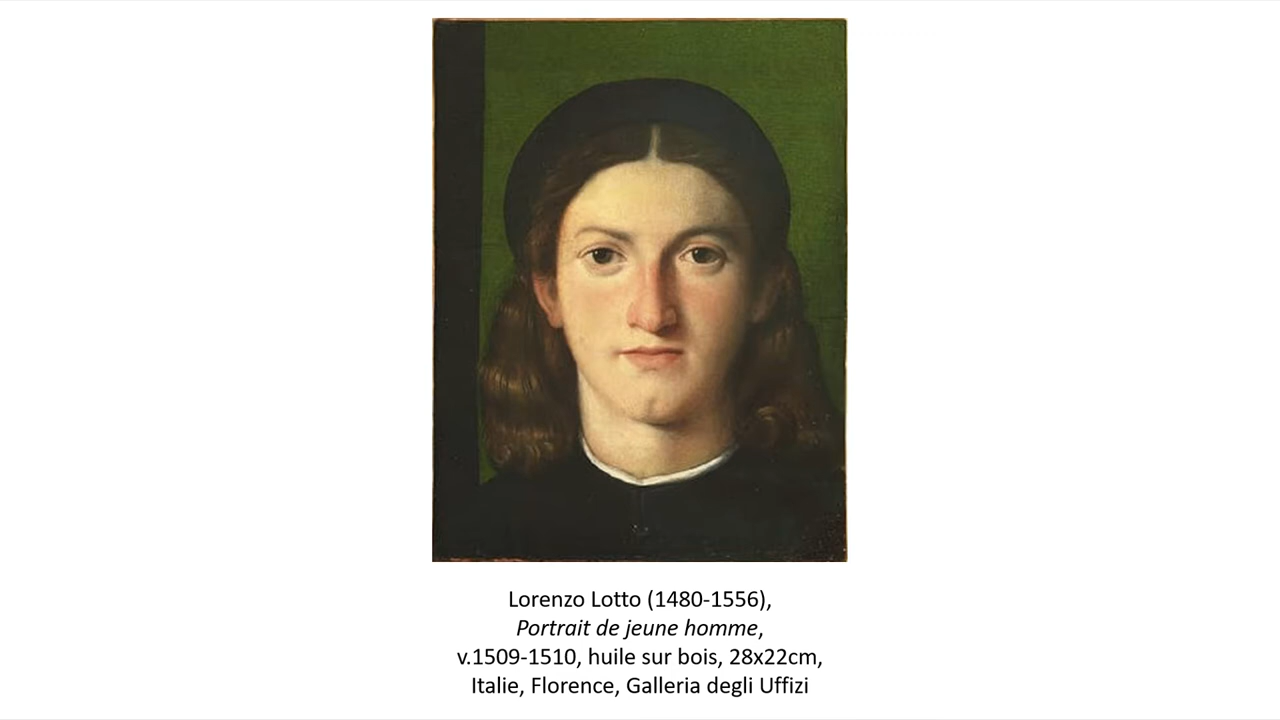 Lorenzo Lotto (1480-1556),
Portrait de jeune homme,
v.1509-1510, huile sur bois, 28x22cm,
Italie, Florence, Galleria degli Uffizi